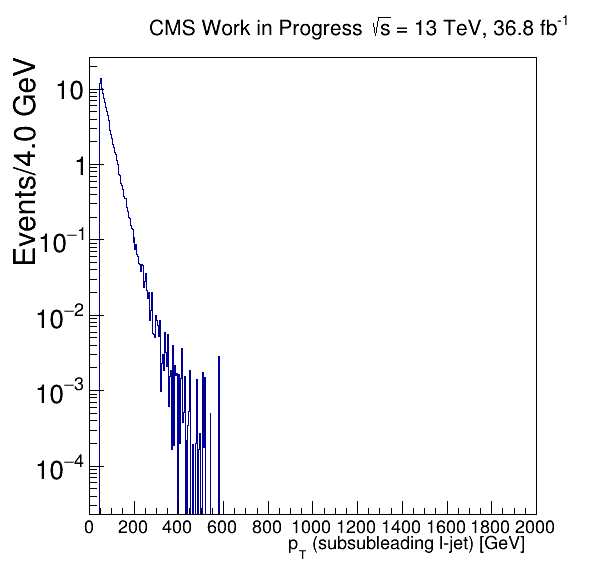 CMS Work in Progress √s = 13 TeV, 36.8 fb⁻¹
Events/4.0 GeV
10
1
10⁻¹
10⁻²
10⁻³
10⁻⁴
0 200 400 600 800 1000 1200 1400 1600 1800 2000
p_T (subsubleading l-jet) [GeV]